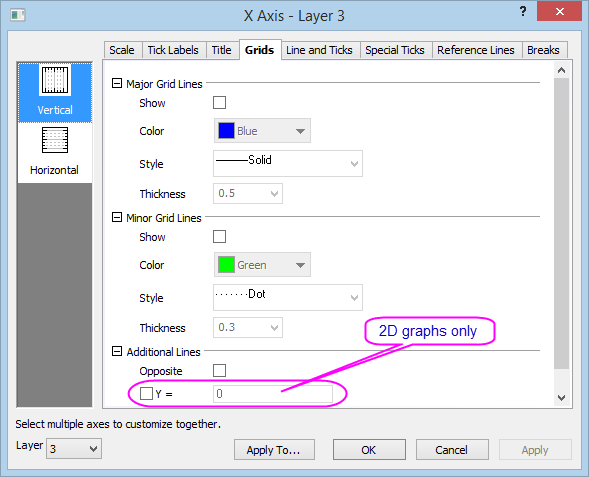 X Axis - Layer 3
?
Scale Tick Labels Title Grids Line and Ticks Special Ticks Reference Lines Breaks
Vertical
Horizontal
Major Grid Lines
Show
Color Blue
Style Solid
Thickness 0.5
Minor Grid Lines
Show
Color Green
Style Dot
Thickness 0.3
2D graphs only
Additional Lines
Opposite
Y = 0
Select multiple axes to customize together.
Layer 3 Apply To... OK Cancel Apply